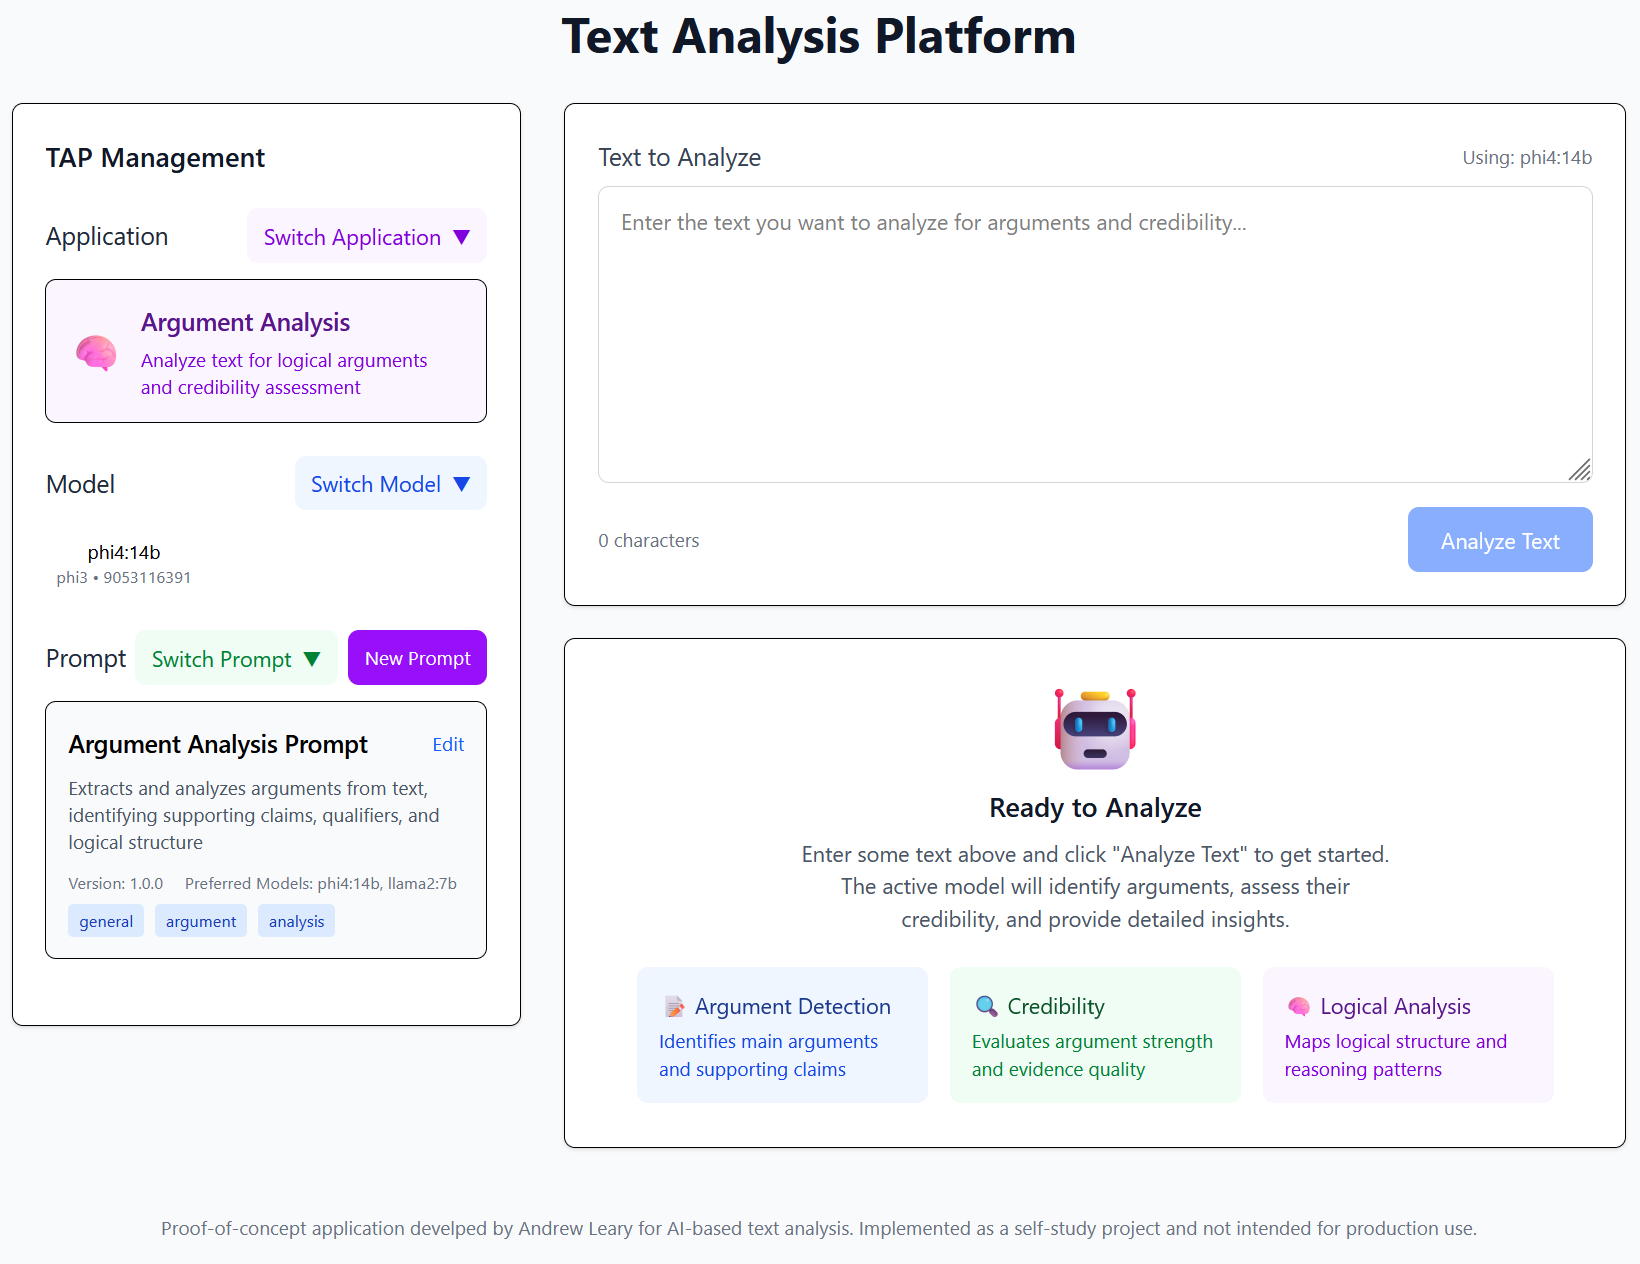 Text Analysis Platform
TAP Management
Application
Switch Application ▼
Argument Analysis
Analyze text for logical arguments
and credibility assessment
Model
Switch Model ▼
phi4:14b
phi3 • 9053116391
Prompt
Switch Prompt ▼
New Prompt
Argument Analysis Prompt
Edit
Extracts and analyzes arguments from text,
identifying supporting claims, qualifiers, and
logical structure
Version: 1.0.0 Preferred Models: phi4:14b, llama2:7b
general argument analysis
Text to Analyze
Using: phi4:14b
Enter the text you want to analyze for arguments and credibility...
0 characters
Analyze Text
Ready to Analyze
Enter some text above and click "Analyze Text" to get started.
The active model will identify arguments, assess their
credibility, and provide detailed insights.
Argument Detection
Identifies main arguments
and supporting claims
Credibility
Evaluates argument strength
and evidence quality
Logical Analysis
Maps logical structure and
reasoning patterns
Proof-of-concept application develped by Andrew Leary for AI-based text analysis. Implemented as a self-study project and not intended for production use.